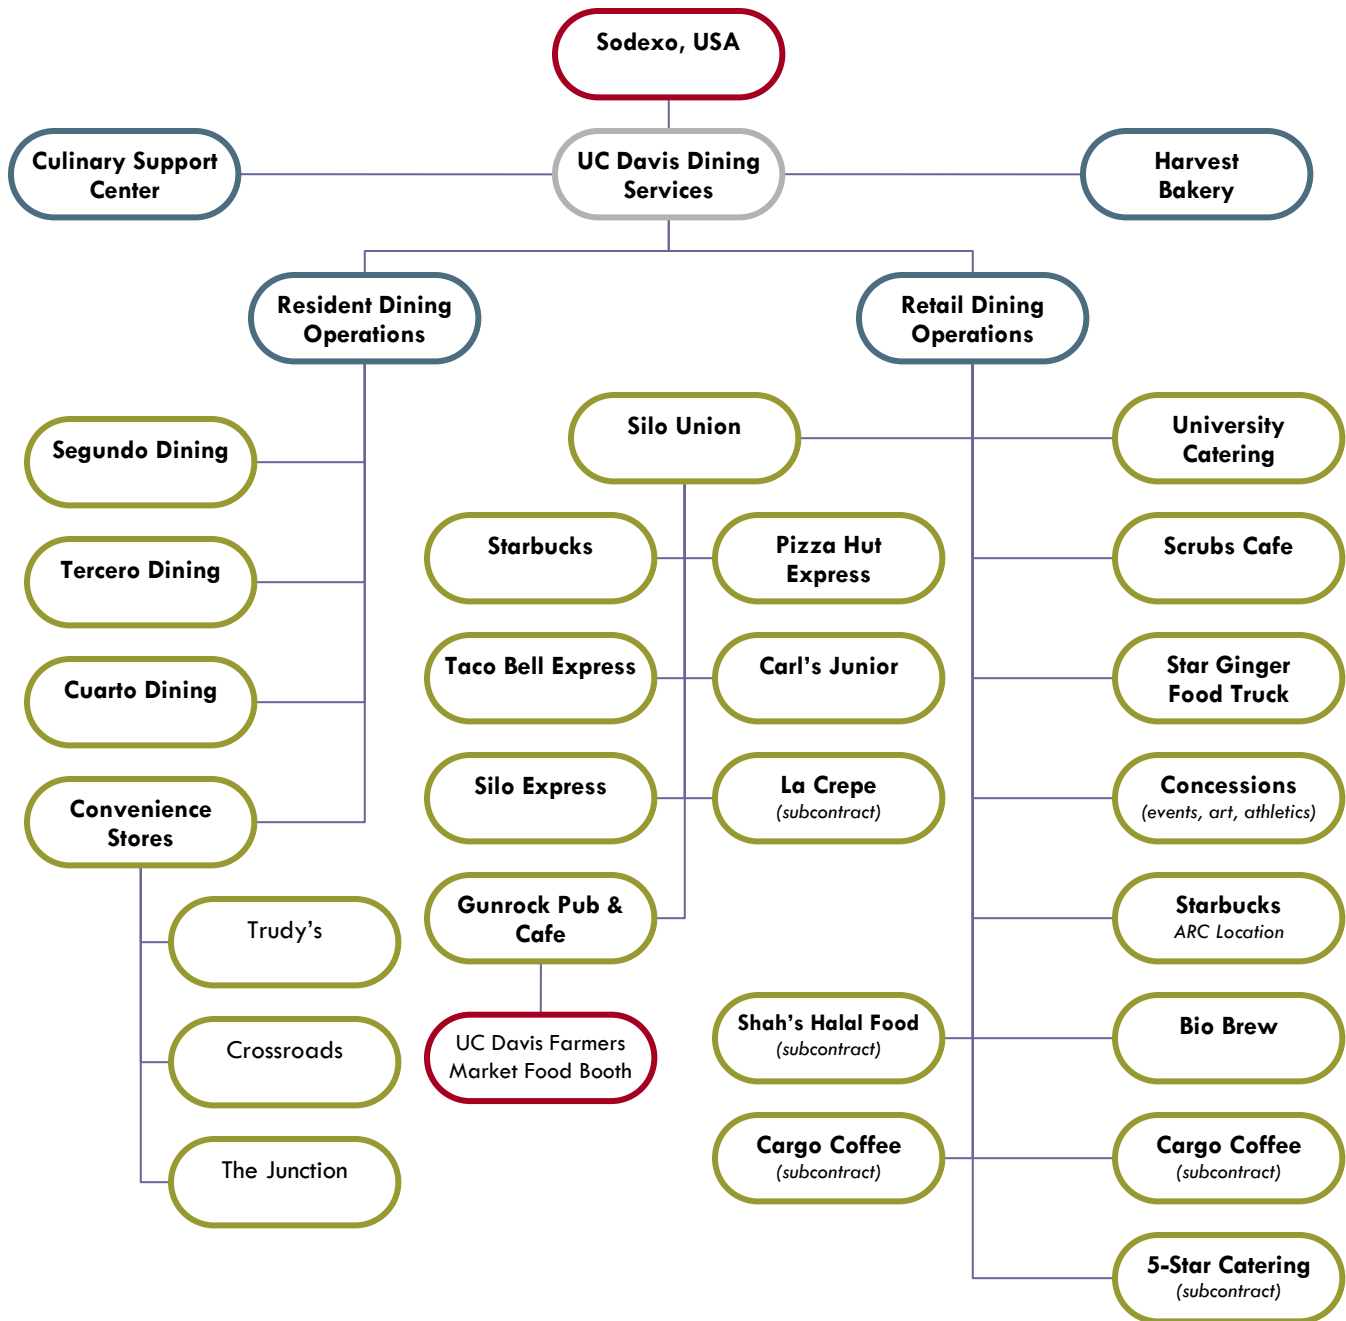 Sodexo, USA
Culinary Support
Center
UC Davis Dining
Services
Harvest
Bakery
Resident Dining
Operations
Retail Dining
Operations
Segundo Dining
Tercero Dining
Cuarto Dining
Convenience
Stores
Trudy’s
Crossroads
The Junction
Silo Union
Starbucks
Pizza Hut
Express
Taco Bell Express
Carl’s Junior
Silo Express
La Crepe
(subcontract)
Gunrock Pub &
Cafe
UC Davis Farmers
Market Food Booth
University
Catering
Scrubs Cafe
Star Ginger
Food Truck
Concessions
(events, art, athletics)
Starbucks
ARC Location
Shah’s Halal Food
(subcontract)
Bio Brew
Cargo Coffee
(subcontract)
Cargo Coffee
(subcontract)
5-Star Catering
(subcontract)